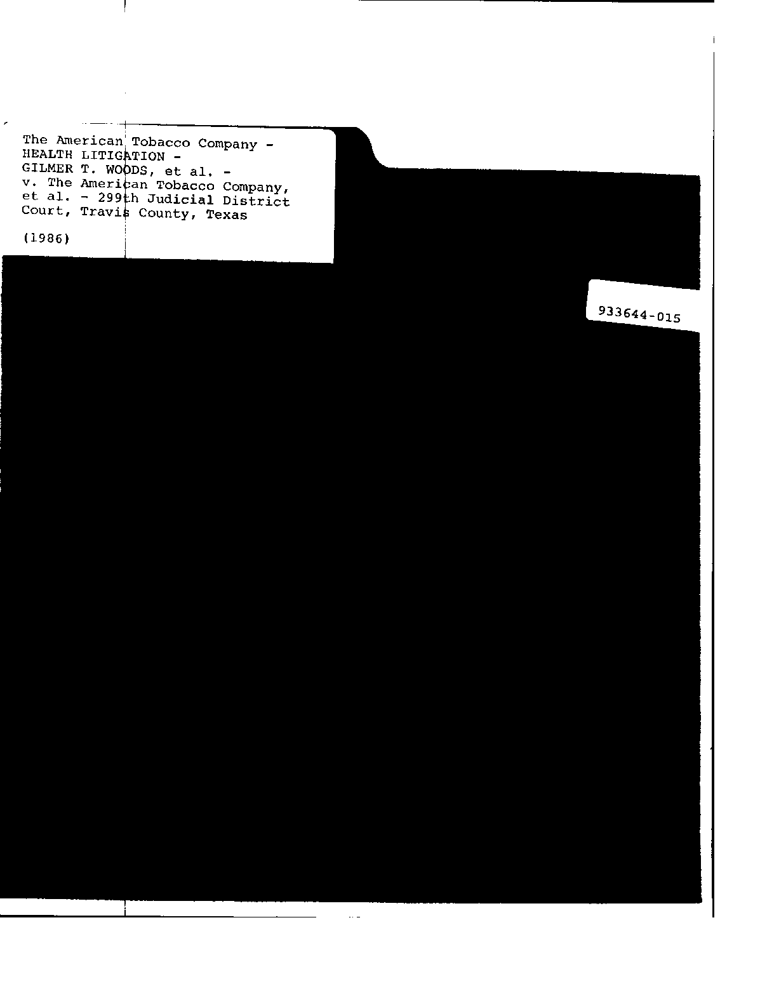 The American Tobacco Company -
HEALTH LITIGATION -
GILMER T. WOODS, et al. -
v. The American Tobacco Company,
et al. - 299th Judicial District
Court, Travis County, Texas
(1986)
933644-015